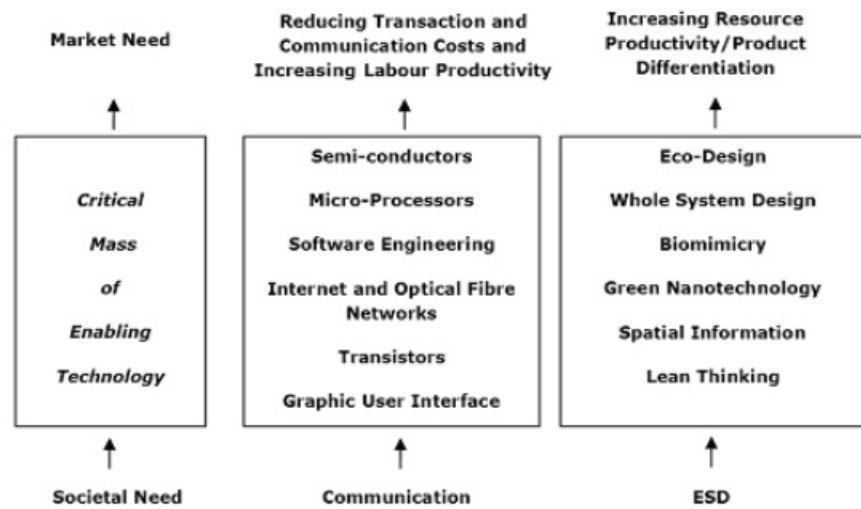 Market Need
Reducing Transaction and
Communication Costs and
Increasing Labour Productivity
Increasing Resource
Productivity/Product
Differentiation
Critical
Mass
of
Enabling
Technology
Semi-conductors
Micro-Processors
Software Engineering
Internet and Optical Fibre
Networks
Transistors
Graphic User Interface
Eco-Design
Whole System Design
Biomimicry
Green Nanotechnology
Spatial Information
Lean Thinking
Societal Need
Communication
ESD